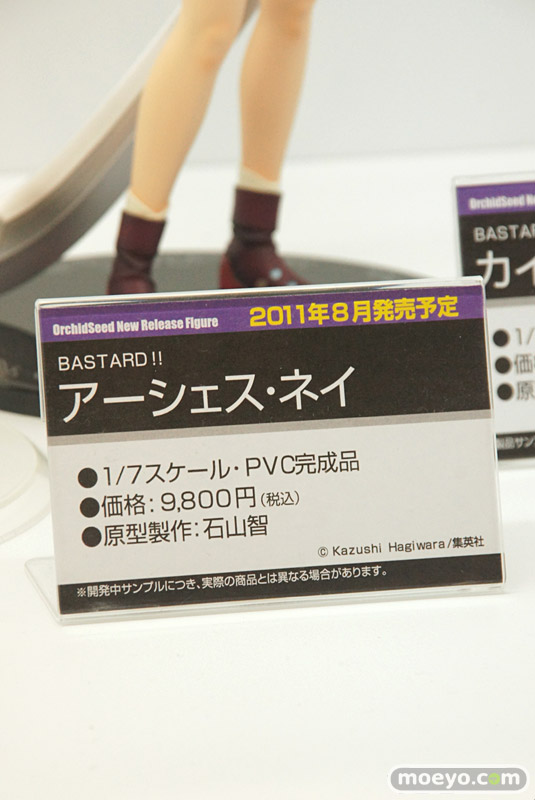 OrchidSeed New Release Figure 2011年8月発売予定
BASTARD!!
アーシェス・ネイ
●1/7スケール・PVC完成品
●価格：9,800円(税込)
●原型製作：石山智
© Kazushi Hagiwara/集英社
※開発中サンプルにつき、実際の商品とは異なる場合があります。
OrchidSeed
カイ
●1/
●価
●原
moeyo.com